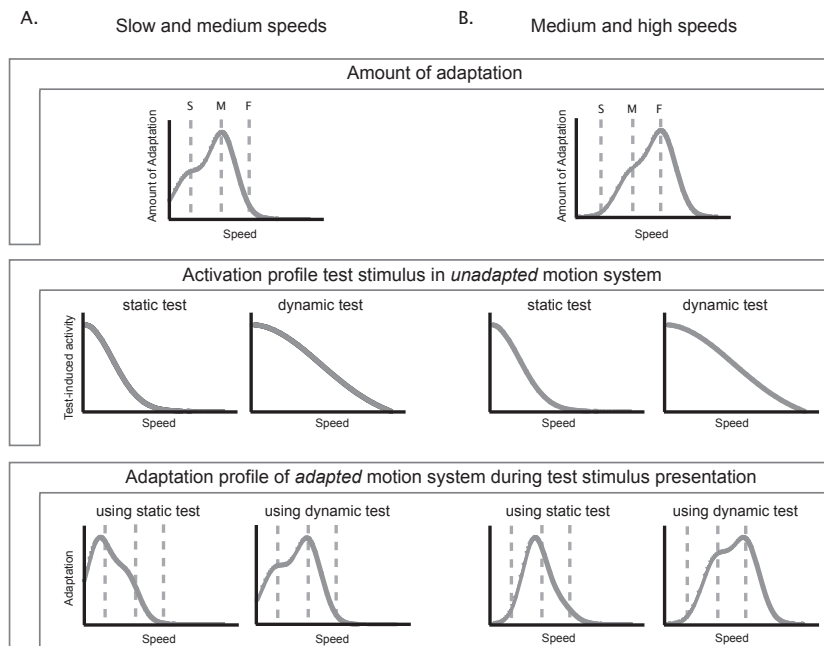 A.
Slow and medium speeds
B.
Medium and high speeds
Amount of adaptation
S M F
Amount of Adaptation
Speed
S M F
Amount of Adaptation
Speed
Activation profile test stimulus in unadapted motion system
static test
dynamic test
static test
dynamic test
Test-induced activity
Speed
Speed
Speed
Speed
Adaptation profile of adapted motion system during test stimulus presentation
using static test
using dynamic test
using static test
using dynamic test
Adaptation
Speed
Speed
Speed
Speed